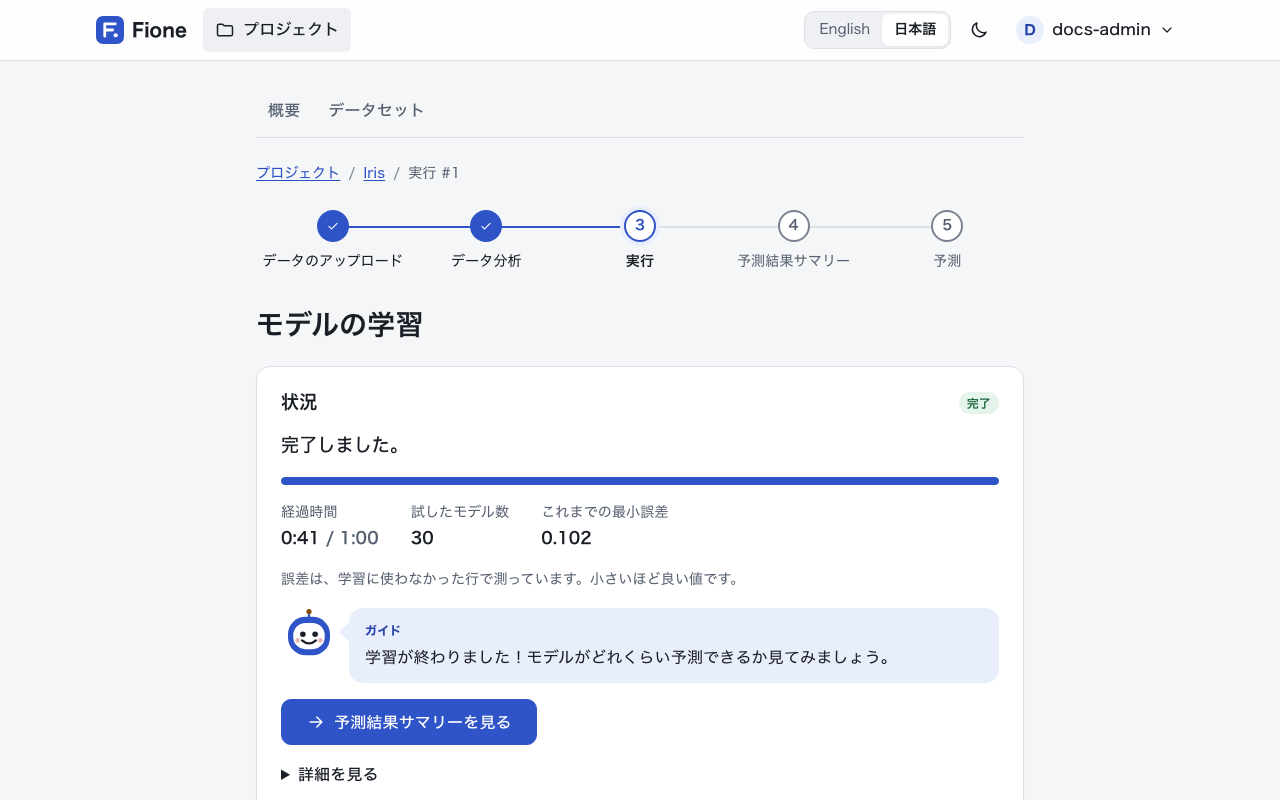 Fione
プロジェクト
English
日本語
D
docs-admin
概要
データセット
プロジェクト / Iris / 実行 #1
3
4
5
データのアップロード
データ分析
実行
予測結果サマリー
予測
モデルの学習
状況
完了
完了しました。
経過時間
試したモデル数
これまでの最小誤差
0:41 / 1:00
30
0.102
誤差は、学習に使わなかった行で測っています。小さいほど良い値です。
ガイド
学習が終わりました！モデルがどれくらい予測できるか見てみましょう。
→ 予測結果サマリーを見る
▶ 詳細を見る